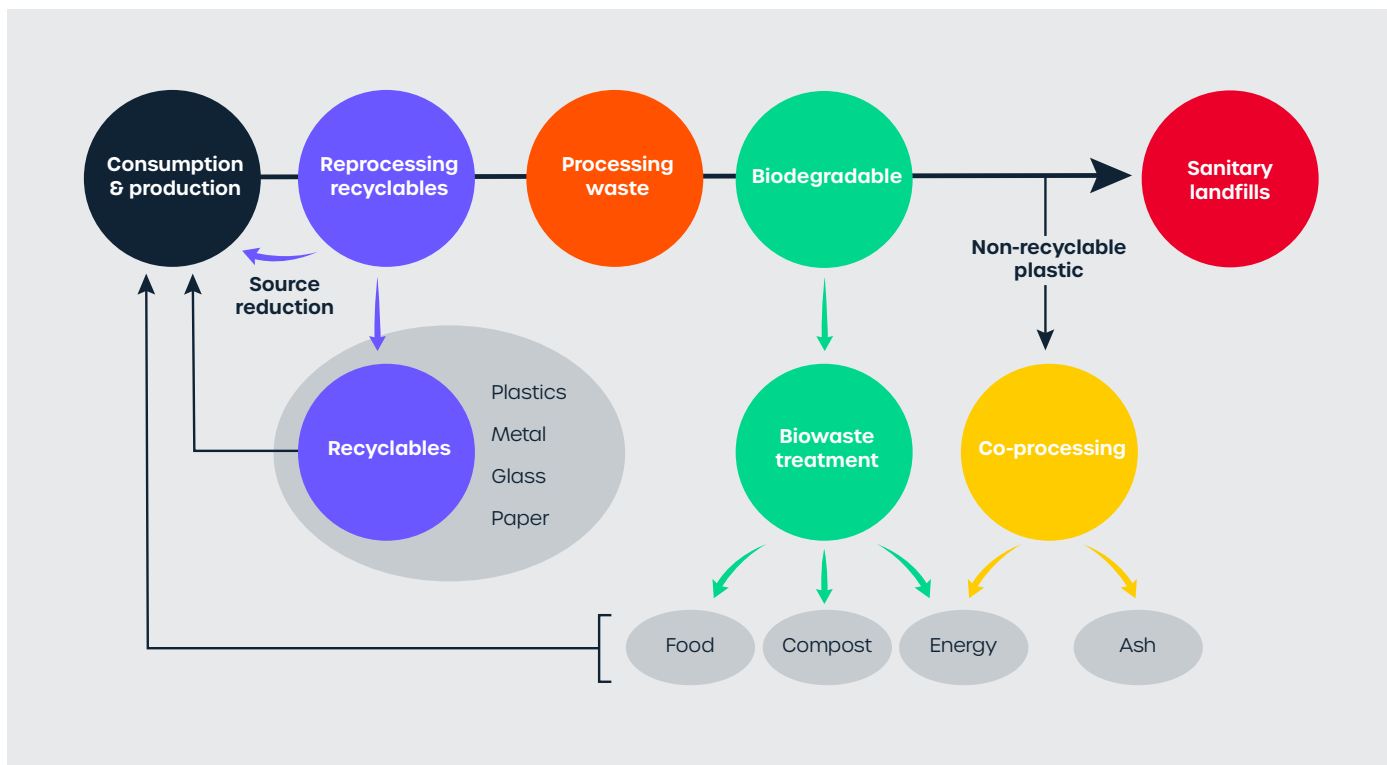 Consumption
& production
Reprocessing
recyclables
Processing
waste
Biodegradable
Sanitary
landfills
Non-recyclable
plastic
Source
reduction
Recyclables
Plastics
Metal
Glass
Paper
Biowaste
treatment
Co-processing
Food
Compost
Energy
Ash